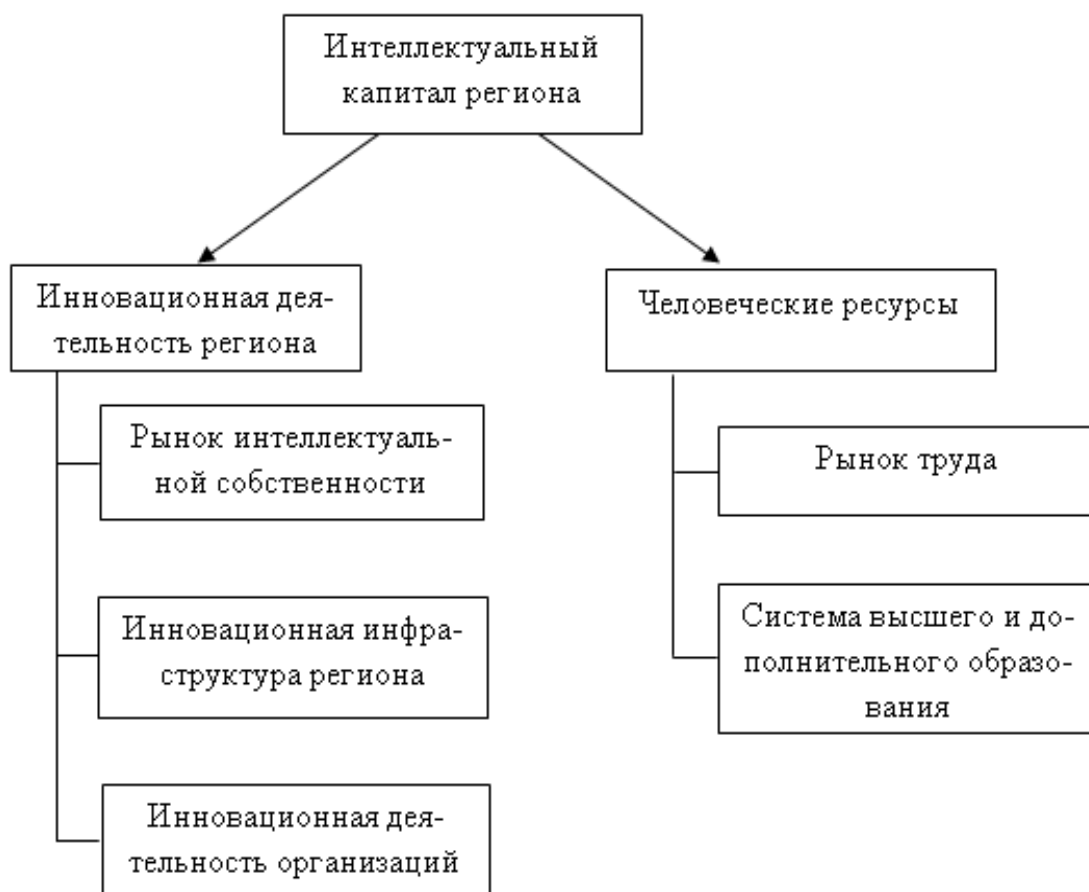 Интеллектуальный
капитал региона
Инновационная дея-
тельность региона
Человеческие ресурсы
Рынок интеллектуаль-
ной собственности
Рынок труда
Инновационная инфра-
структура региона
Система высшего и до-
полнительного образо-
вания
Инновационная дея-
тельность организаций